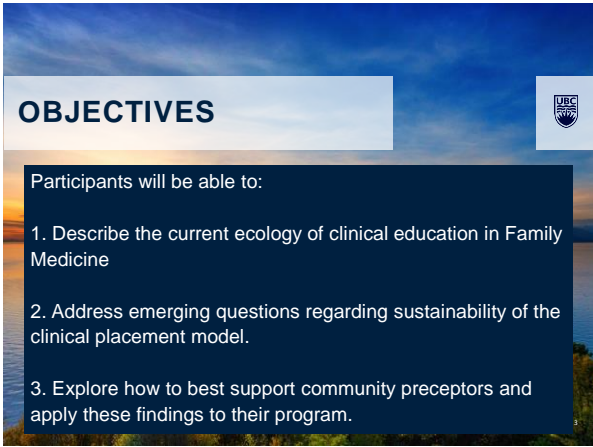 OBJECTIVES
UBC
Participants will be able to:
1. Describe the current ecology of clinical education in Family
Medicine
2. Address emerging questions regarding sustainability of the
clinical placement model.
3. Explore how to best support community preceptors and
apply these findings to their program.
3